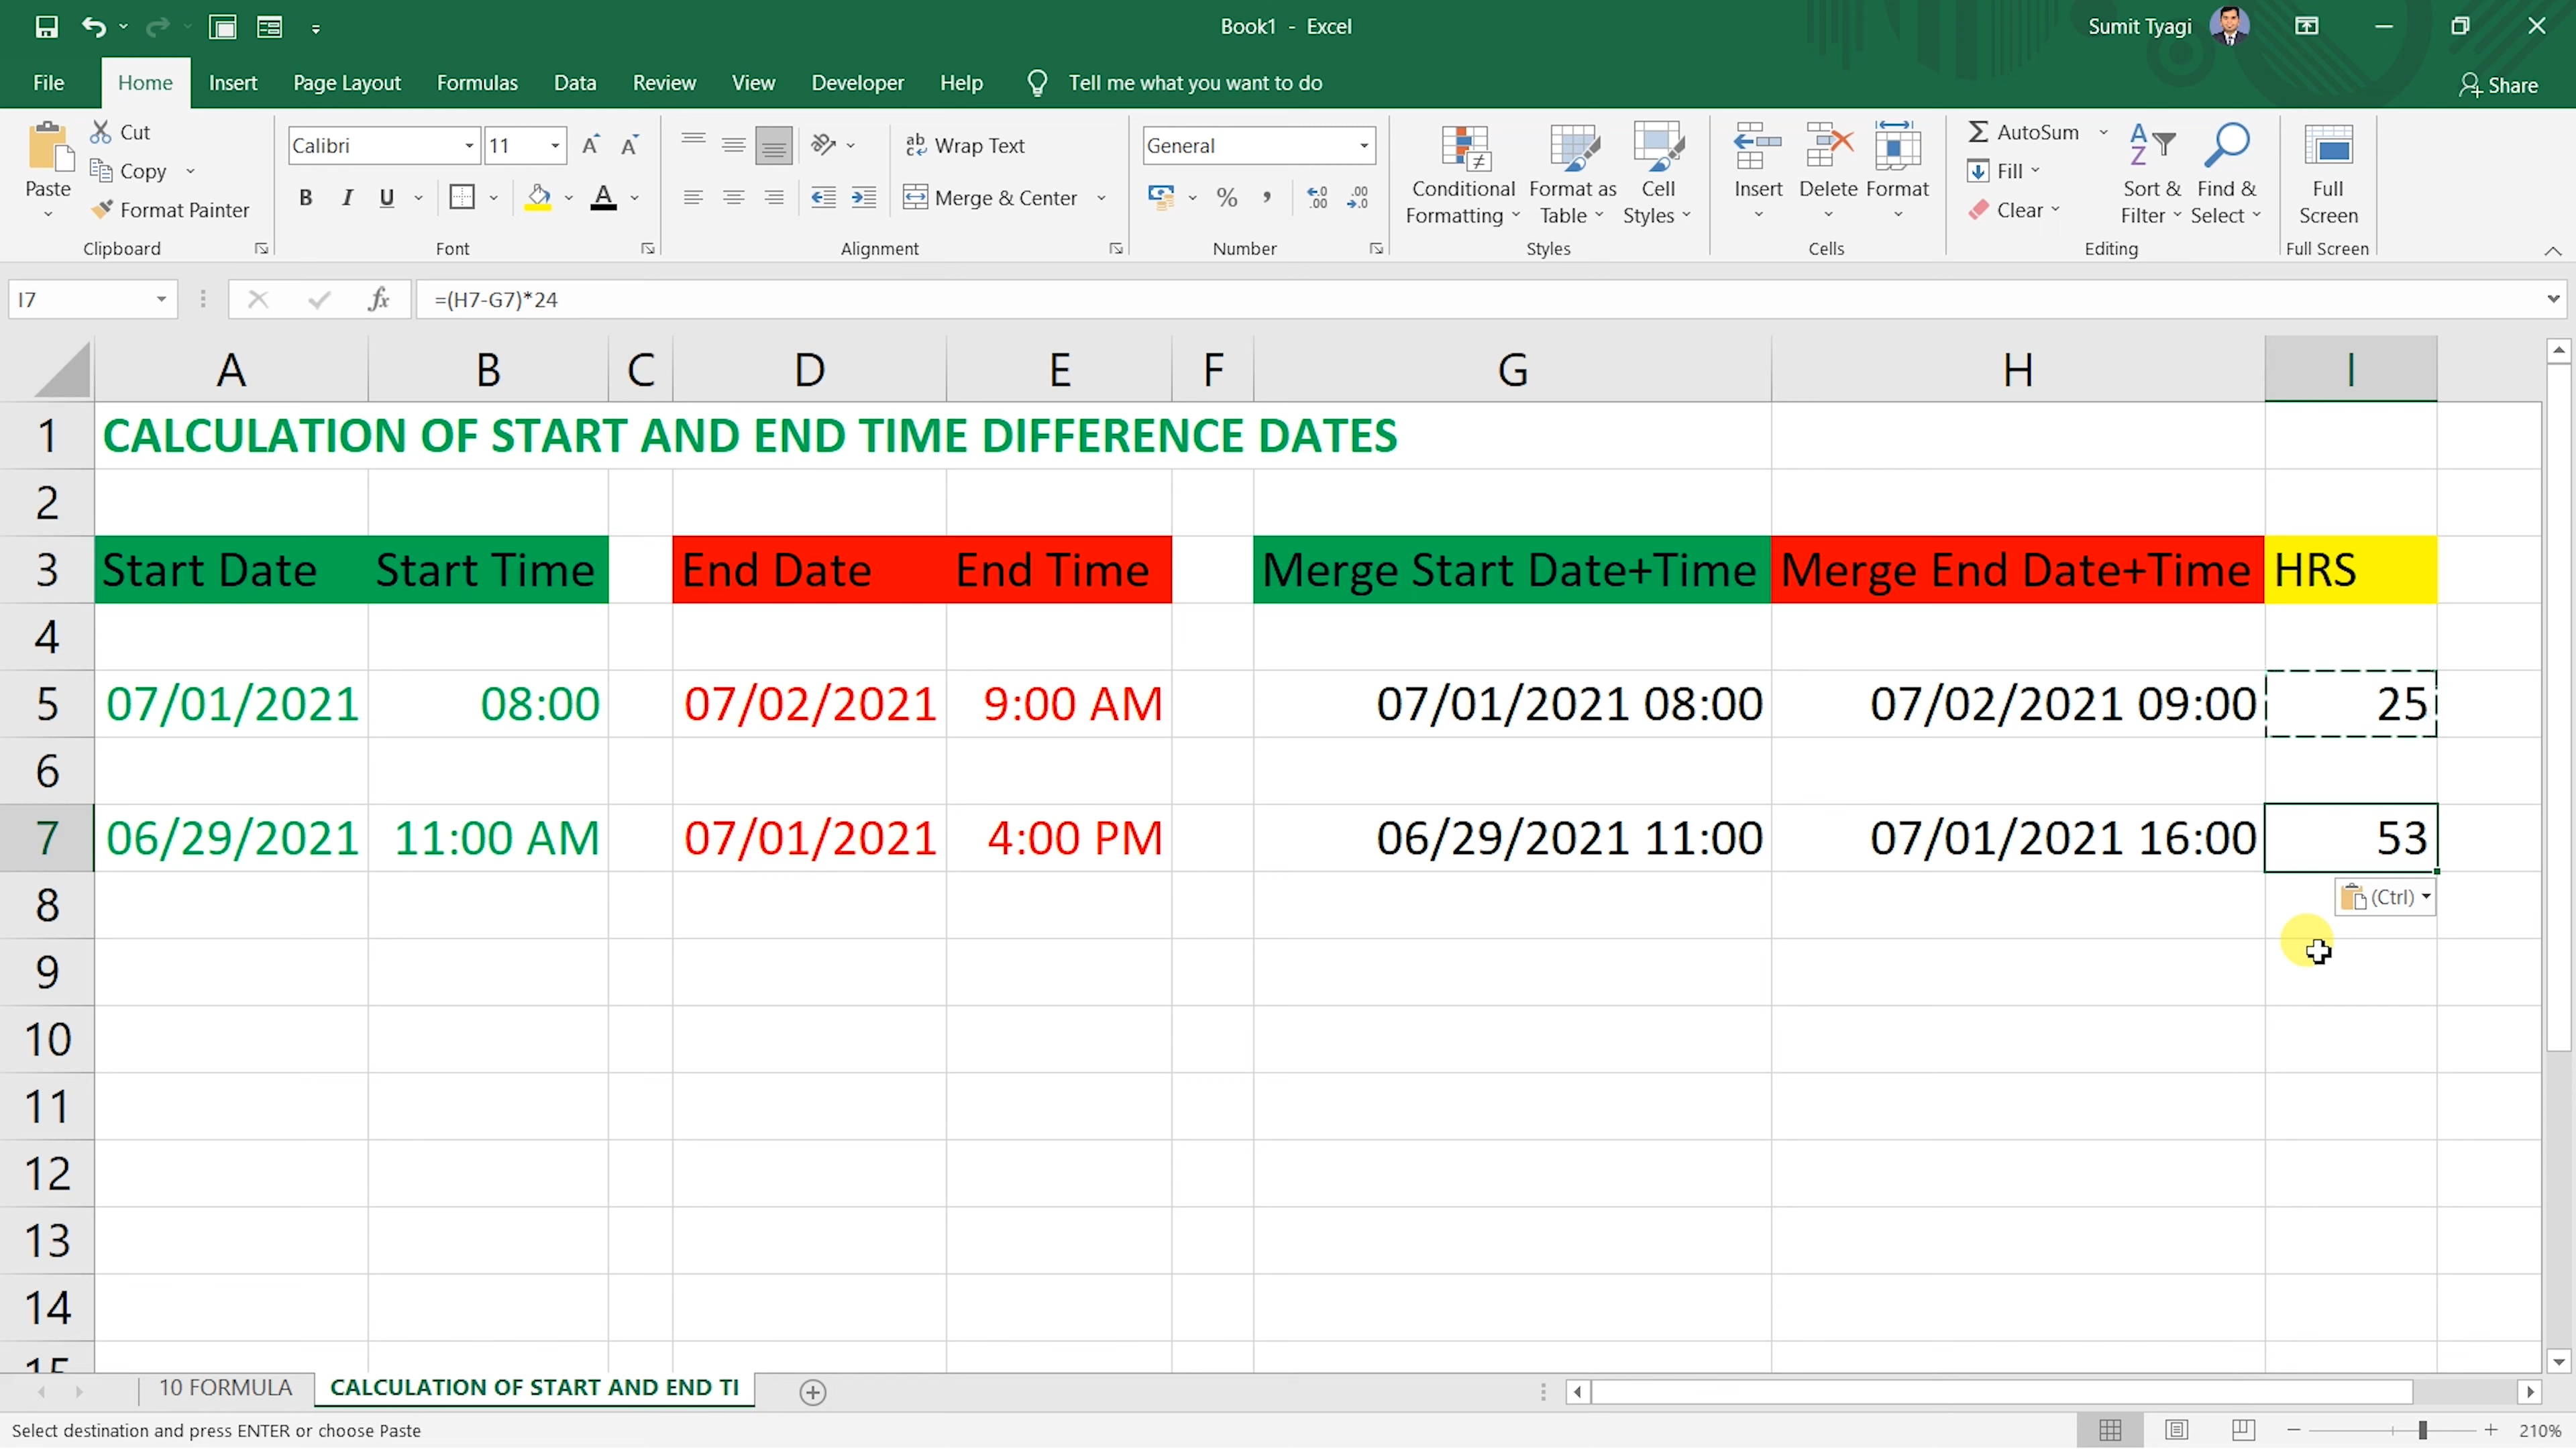 Book1 - Excel
Sumit Tyagi
File Home Insert Page Layout Formulas Data Review View Developer Help Tell me what you want to do Share
Paste
Cut
Copy
Format Painter
Clipboard
Calibri 11
B I U A
Font
Wrap Text
Merge & Center
Alignment
General
Number
Conditional Formatting
Format as Table
Cell Styles
Styles
Insert Delete Format
Cells
AutoSum
Fill
Clear
Sort & Filter
Find & Select
Editing
Full Screen
Full Screen
I7 fx =(H7-G7)*24
A B C D E F G H I
1 CALCULATION OF START AND END TIME DIFFERENCE DATES
2
3 Start Date Start Time End Date End Time Merge Start Date+Time Merge End Date+Time HRS
4
5 07/01/2021 08:00 07/02/2021 9:00 AM 07/01/2021 08:00 07/02/2021 09:00 25
6
7 06/29/2021 11:00 AM 07/01/2021 4:00 PM 06/29/2021 11:00 07/01/2021 16:00 53
8 (Ctrl)
9
10
11
12
13
14
15
10 FORMULA CALCULATION OF START AND END TI
Select destination and press ENTER or choose Paste 210%